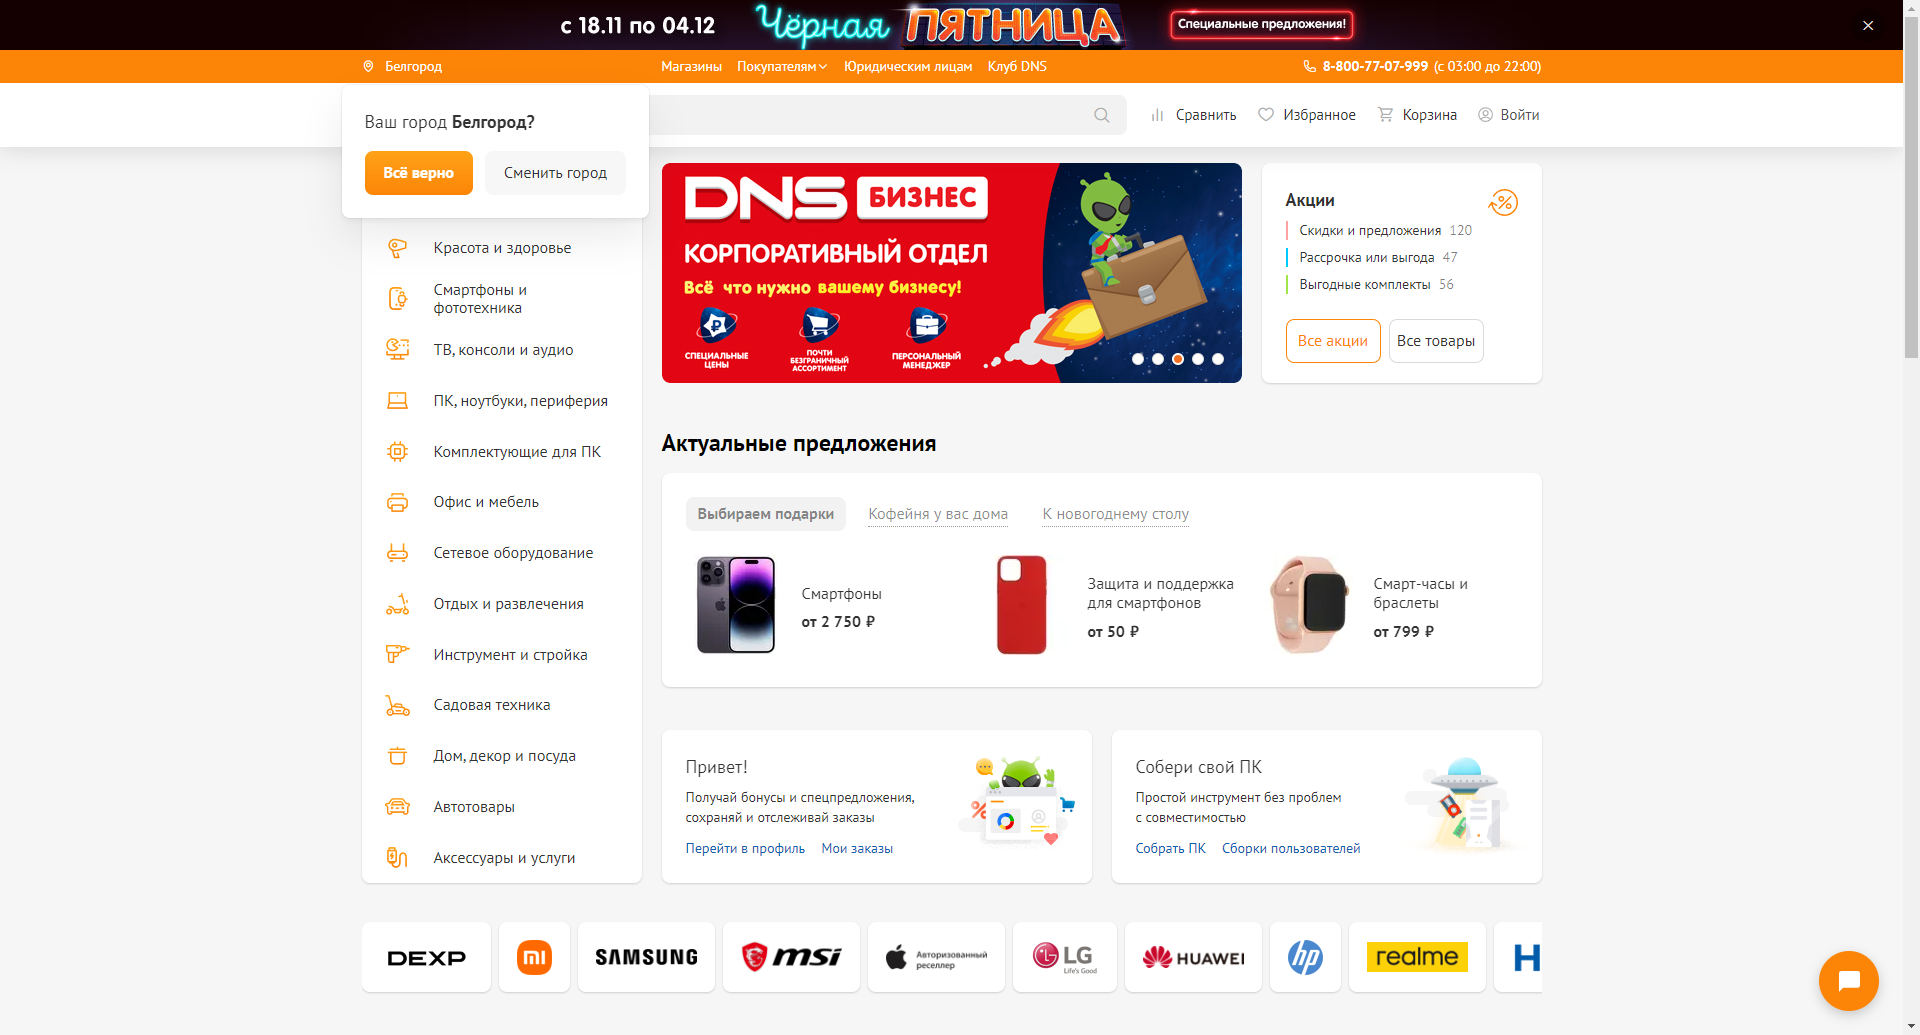 с 18.11 по 04.12
Чёрная ПЯТНИЦА
Специальные предложения!
Белгород
Магазины
Покупателям
Юридическим лицам
Клуб DNS
8-800-77-07-999 (с 03:00 до 22:00)
Ваш город Белгород?
Всё верно
Сменить город
Сравнить
Избранное
Корзина
Войти
Красота и здоровье
Смартфоны и
фототехника
ТВ, консоли и аудио
ПК, ноутбуки, периферия
Комплектующие для ПК
Офис и мебель
Сетевое оборудование
Отдых и развлечения
Инструмент и стройка
Садовая техника
Дом, декор и посуда
Автотовары
Аксессуары и услуги
DNS БИЗНЕС
КОРПОРАТИВНЫЙ ОТДЕЛ
Всё что нужно вашему бизнесу!
СПЕЦИАЛЬНЫЕ
ЦЕНЫ
ПОЧТИ
БЕЗГРАНИЧНЫЙ
АССОРТИМЕНТ
ПЕРСОНАЛЬНЫЙ
МЕНЕДЖЕР
Акции
Скидки и предложения 120
Рассрочка или выгода 47
Выгодные комплекты 56
Все акции
Все товары
Актуальные предложения
Выбираем подарки
Кофейня у вас дома
К новогоднему столу
Смартфоны
от 2 750 ₽
Защита и поддержка
для смартфонов
от 50 ₽
Смарт-часы и
браслеты
от 799 ₽
Привет!
Получай бонусы и спецпредложения,
сохраняй и отслеживай заказы
Перейти в профиль
Мои заказы
Собери свой ПК
Простой инструмент без проблем
с совместимостью
Собрать ПК
Сборки пользователей
DEXP
mi
SAMSUNG
msi
Авторизованный
реселлер
LG
Life's Good
HUAWEI
hp
realme
H